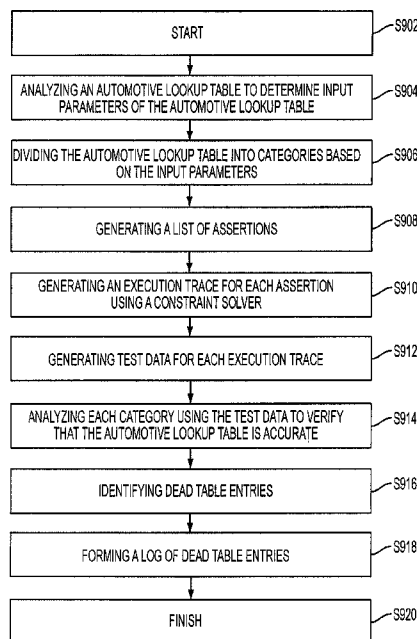 START
S902
ANALYZING AN AUTOMOTIVE LOOKUP TABLE TO DETERMINE INPUT
PARAMETERS OF THE AUTOMOTIVE LOOKUP TABLE
S904
DIVIDING THE AUTOMOTIVE LOOKUP TABLE INTO CATEGORIES BASED
ON THE INPUT PARAMETERS
S906
GENERATING A LIST OF ASSERTIONS
S908
GENERATING AN EXECUTION TRACE FOR EACH ASSERTION
USING A CONSTRAINT SOLVER
S910
GENERATING TEST DATA FOR EACH EXECUTION TRACE
S912
ANALYZING EACH CATEGORY USING THE TEST DATA TO VERIFY
THAT THE AUTOMOTIVE LOOKUP TABLE IS ACCURATE
S914
IDENTIFYING DEAD TABLE ENTRIES
S916
FORMING A LOG OF DEAD TABLE ENTRIES
S918
FINISH
S920